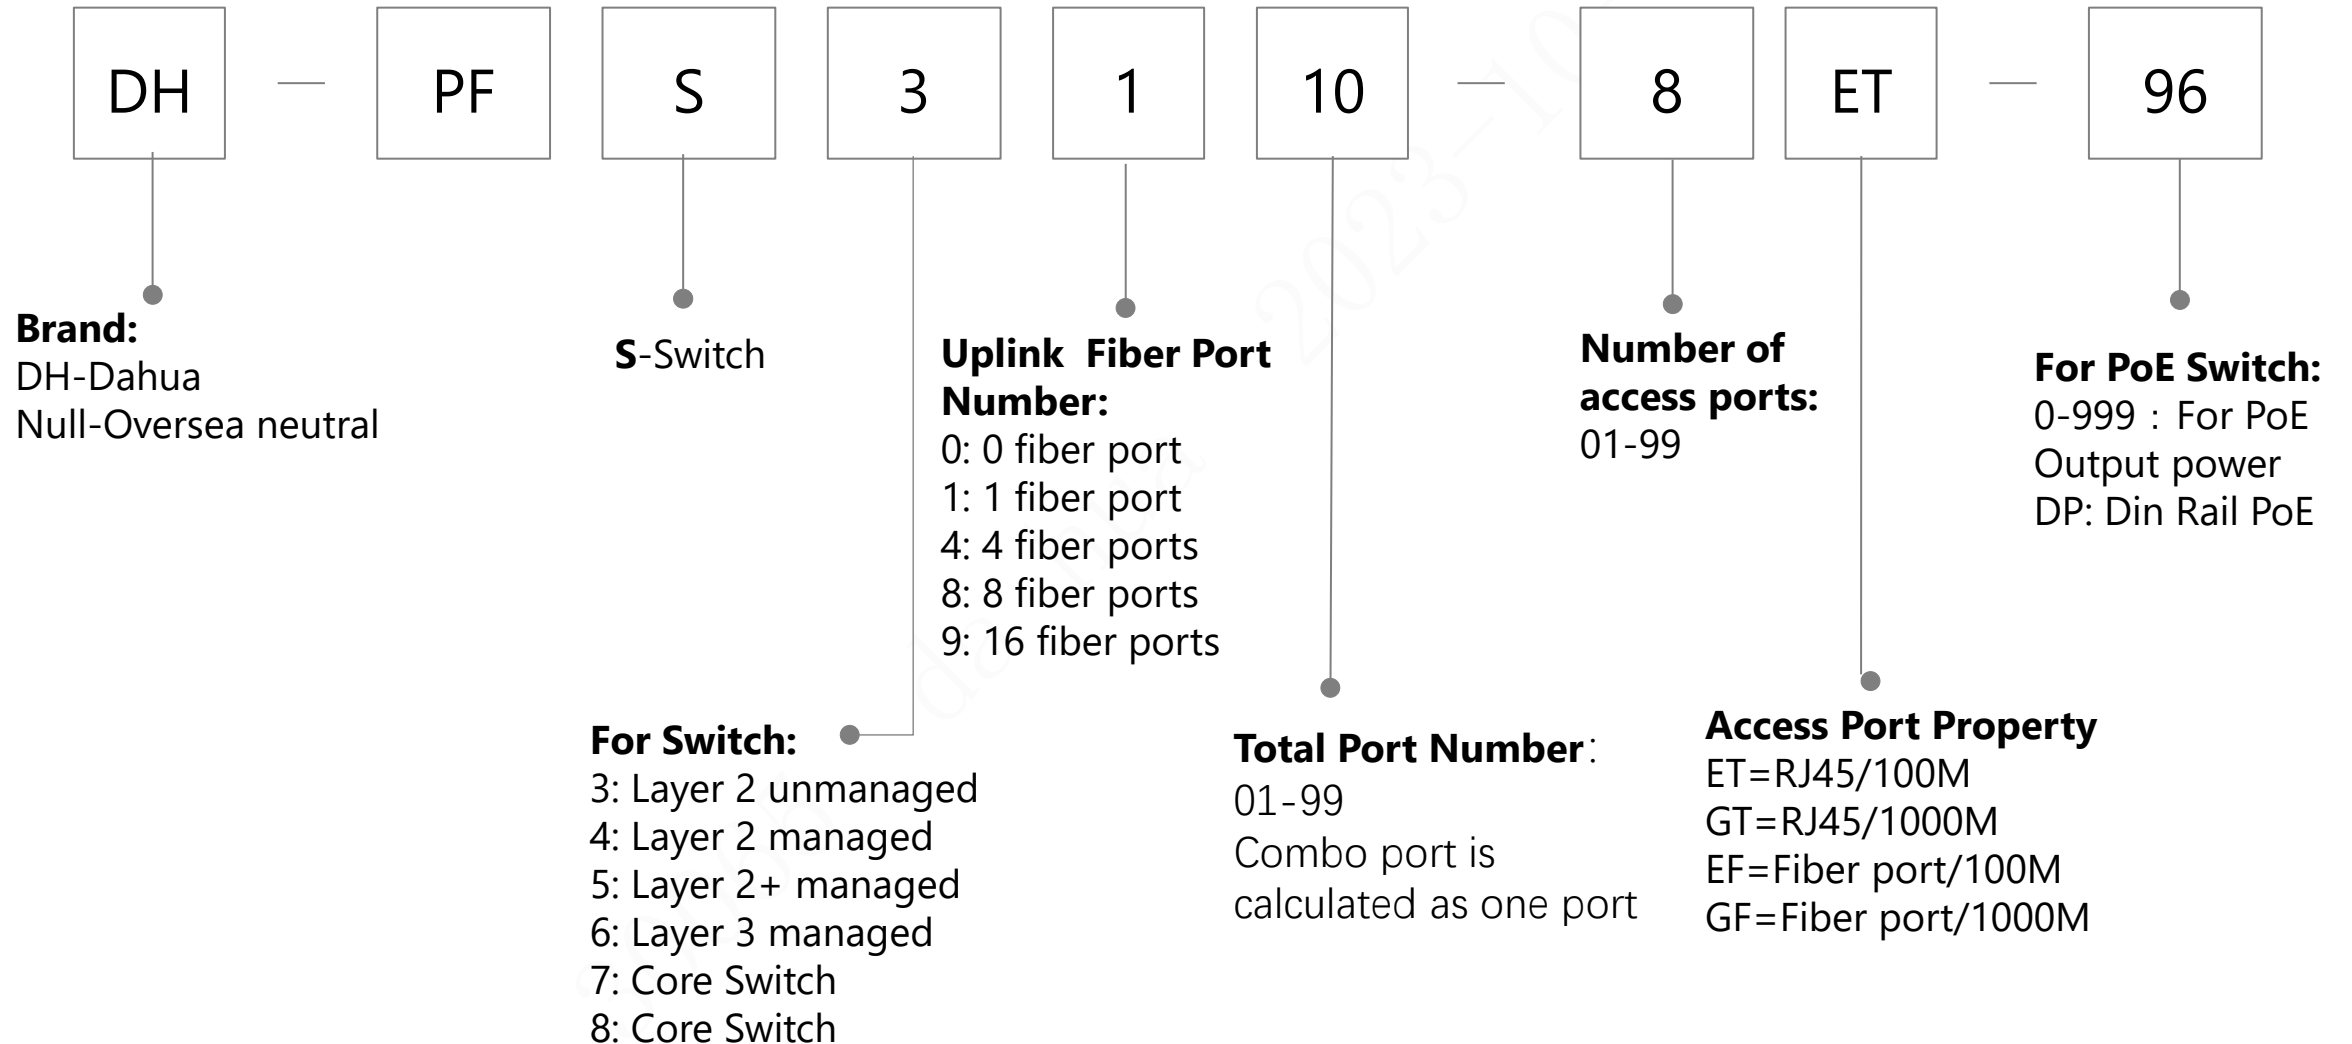 DH — PF S 3 1 10 — 8 ET — 96
Brand:
DH-Dahua
Null-Oversea neutral
S-Switch
Uplink Fiber Port
Number:
0: 0 fiber port
1: 1 fiber port
4: 4 fiber ports
8: 8 fiber ports
9: 16 fiber ports
Number of
access ports:
01-99
For PoE Switch:
0-999：For PoE
Output power
DP: Din Rail PoE
For Switch:
3: Layer 2 unmanaged
4: Layer 2 managed
5: Layer 2+ managed
6: Layer 3 managed
7: Core Switch
8: Core Switch
Total Port Number：
01-99
Combo port is
calculated as one port
Access Port Property
ET=RJ45/100M
GT=RJ45/1000M
EF=Fiber port/100M
GF=Fiber port/1000M